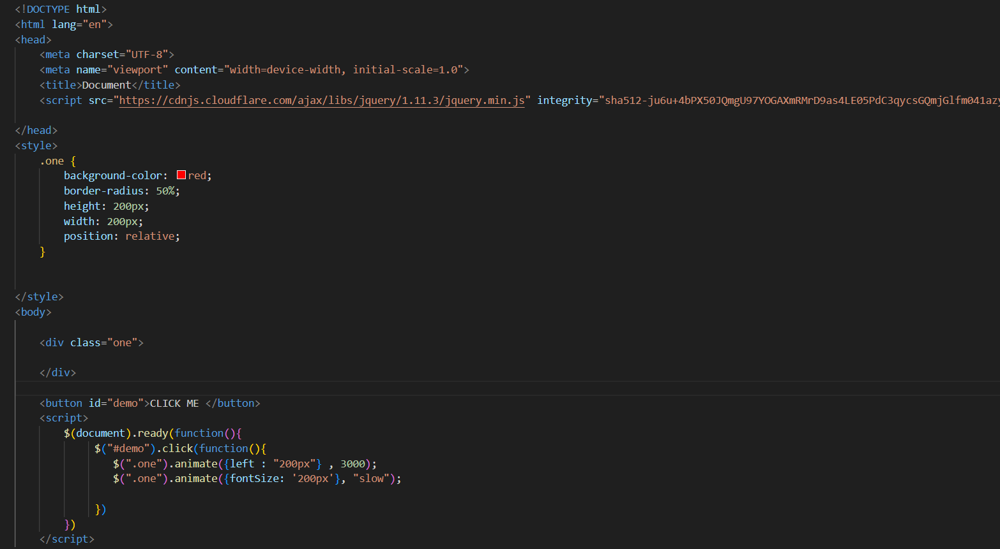 <!DOCTYPE html>
<html lang="en">
<head>
    <meta charset="UTF-8">
    <meta name="viewport" content="width=device-width, initial-scale=1.0">
    <title>Document</title>
    <script src="https://cdnjs.cloudflare.com/ajax/libs/jquery/1.11.3/jquery.min.js" integrity="sha512-ju6u+4bPX50JQmgU97YOGAXmRMrD9as4LE05PdC3qycsGQmjGlfm041azy
</head>
<style>
    .one {
        background-color: red;
        border-radius: 50%;
        height: 200px;
        width: 200px;
        position: relative;
    }
</style>
<body>
    <div class="one">
    </div>
    <button id="demo">CLICK ME </button>
    <script>
        $(document).ready(function(){
             $("#demo").click(function(){
                $(".one").animate({left : "200px"} , 3000);
                $(".one").animate({fontSize: '200px'}, "slow");
             })
        })
    </script>